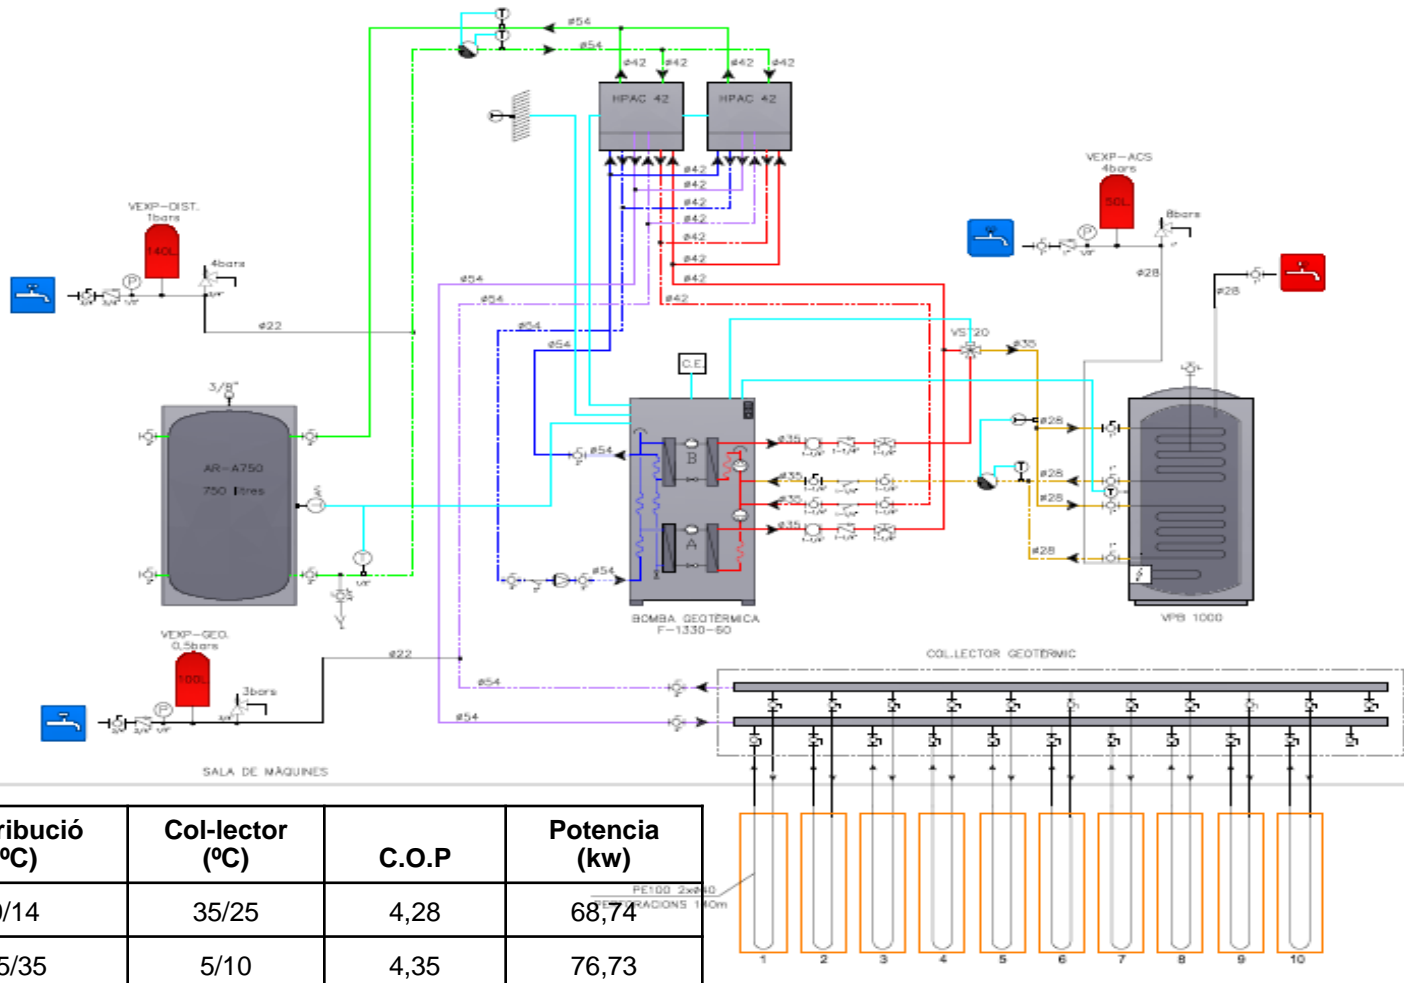 ø54
ø54
ø42
ø42
ø42
ø42
HPAC 42
HPAC 42
ø42
ø42
ø42
ø42
ø42
ø42
ø42
ø42
VEXP-DIST.
1bars
140L
4bars
ø22
VEXP-ACS
4bars
50L
8bars
ø28
ø28
ø54
ø54
ø54
ø54
C.E.
VST20
ø35
3/8"
AR-A750
750 litres
ø54
ø54
B
A
ø35
ø35
ø35
ø35
ø28
ø28
ø28
ø28
BOMBA GEOTÈRMICA
F-1330-60
VPB 1000
VEXP-GEO.
0,5bars
100L
3bars
ø22
ø54
ø54
COL.LECTOR GEOTÈRMIC
SALA DE MÀQUINES
ribució
(ºC)
Col-lector
(ºC)
C.O.P
Potencia
(kw)
/14
35/25
4,28
68,74
5/35
5/10
4,35
76,73
PE100 2xø40
PERFORACIONS 140m
1 2 3 4 5 6 7 8 9 10